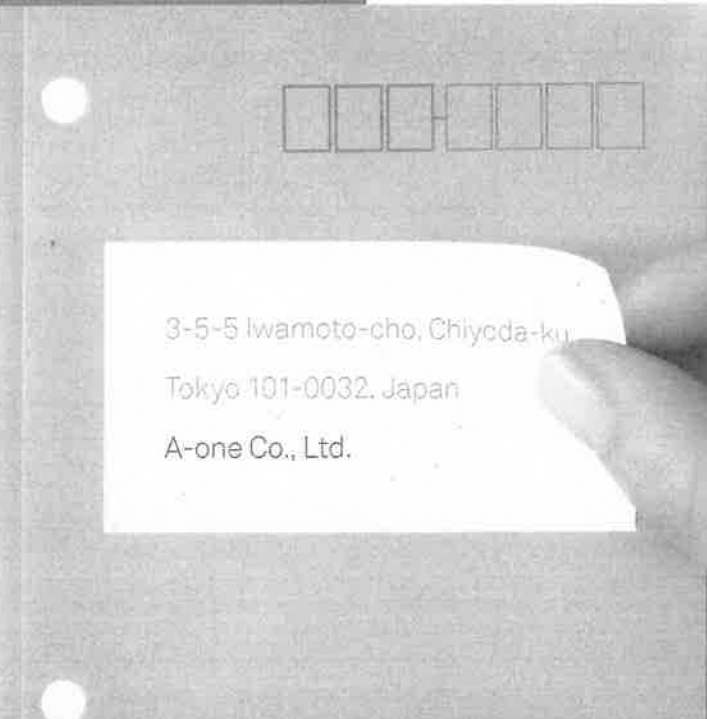 3-5-5 Iwamoto-cho, Chiyoda-ku,
Tokyo 101-0032, Japan
A-one Co., Ltd.